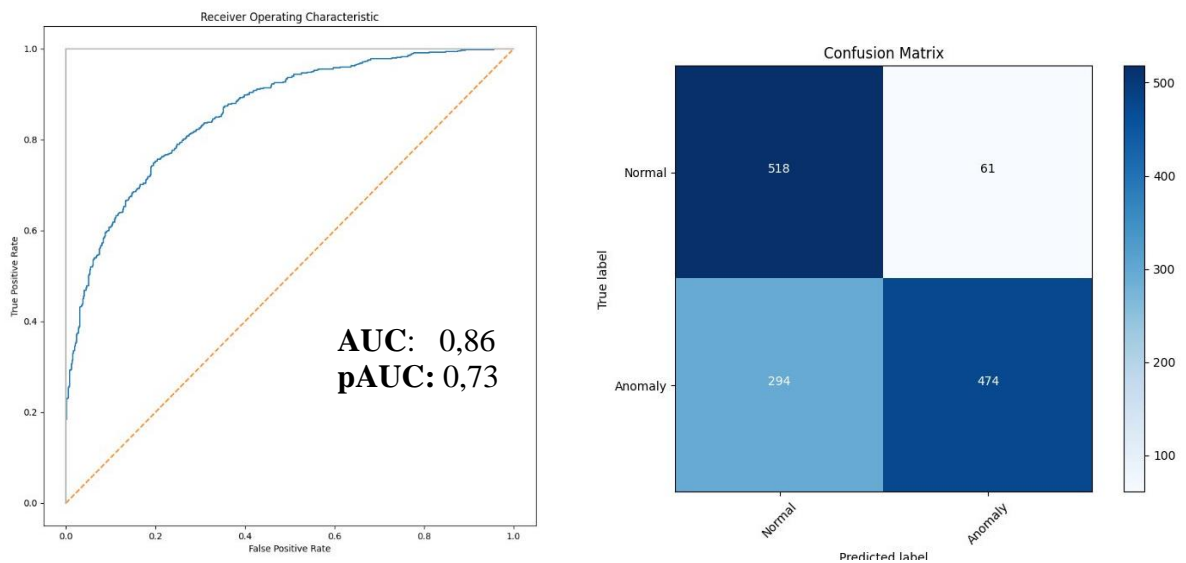 Receiver Operating Characteristic
1.0
0.8
0.6
0.4
0.2
0.0
True Positive Rate
AUC: 0,86
pAUC: 0,73
0.0 0.2 0.4 0.6 0.8 1.0
False Positive Rate
Confusion Matrix
True label
Normal 518 61
Anomaly 294 474
Normal Anomaly
Predicted label
500
400
300
200
100